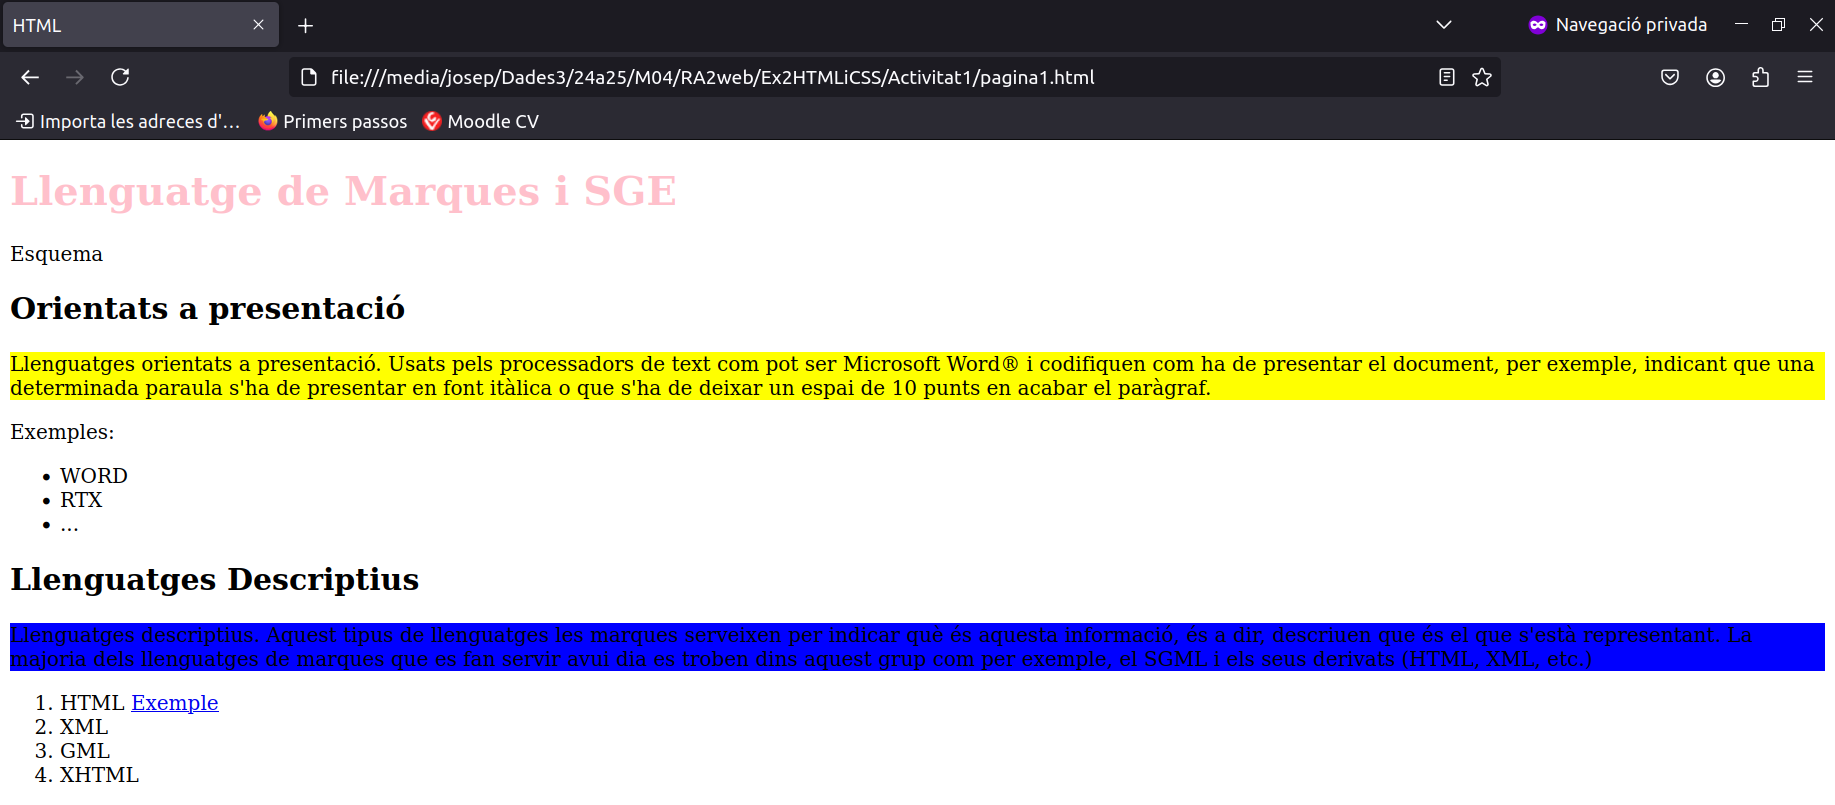 HTML
Navegació privada
file:///media/josep/Dades3/24a25/M04/RA2web/Ex2HTMLiCSS/Activitat1/pagina1.html
Importa les adreces d'... Primers passos Moodle CV
Llenguatge de Marques i SGE
Esquema
Orientats a presentació
Llenguatges orientats a presentació. Usats pels processadors de text com pot ser Microsoft Word® i codifiquen com ha de presentar el document, per exemple, indicant que una
determinada paraula s'ha de presentar en font itàlica o que s'ha de deixar un espai de 10 punts en acabar el paràgraf.
Exemples:
• WORD
• RTX
• ...
Llenguatges Descriptius
Llenguatges descriptius. Aquest tipus de llenguatges les marques serveixen per indicar què és aquesta informació, és a dir, descriuen que és el que s'està representant. La
majoria dels llenguatges de marques que es fan servir avui dia es troben dins aquest grup com per exemple, el SGML i els seus derivats (HTML, XML, etc.)
1. HTML Exemple
2. XML
3. GML
4. XHTML